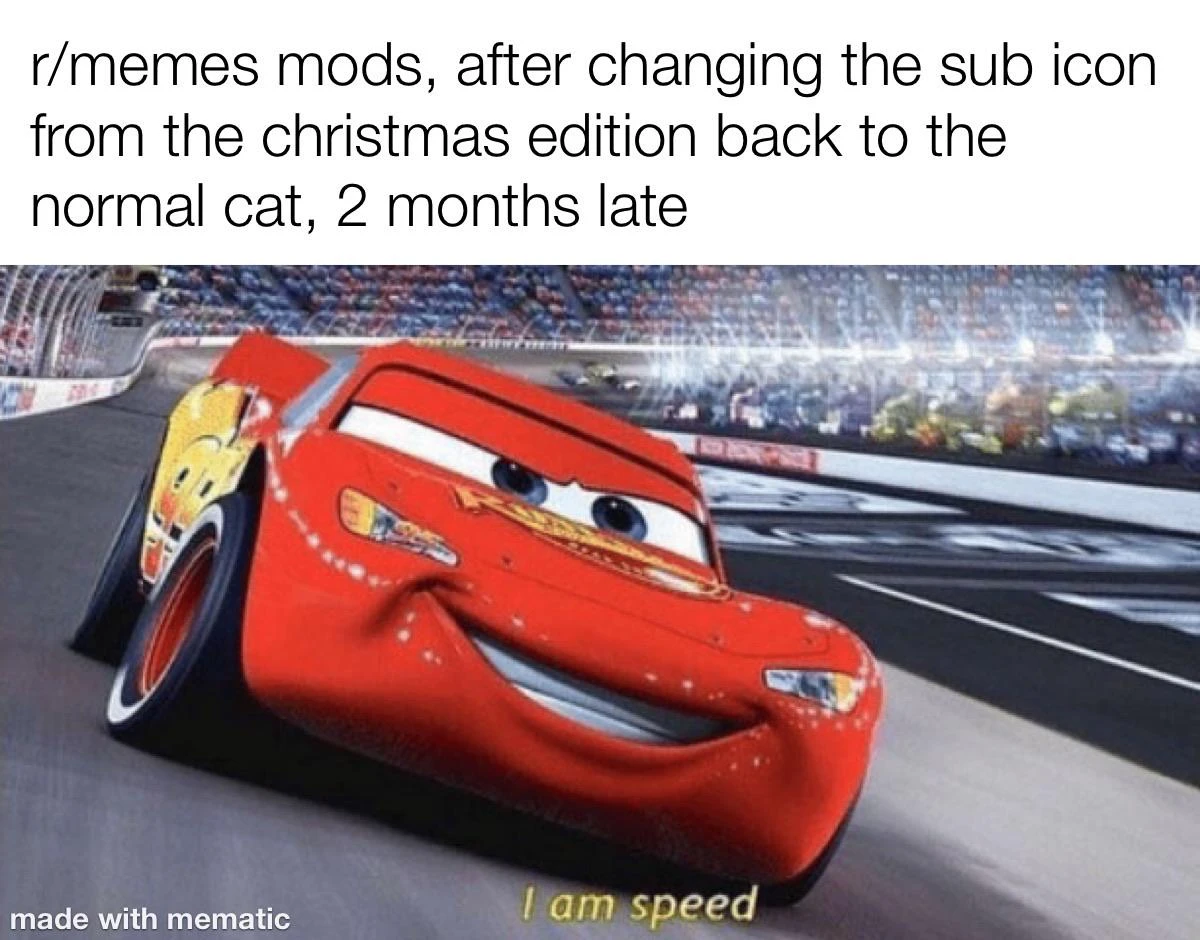 r/memes mods, after changing the sub icon
from the christmas edition back to the
normal cat, 2 months late
I am speed
made with mematic